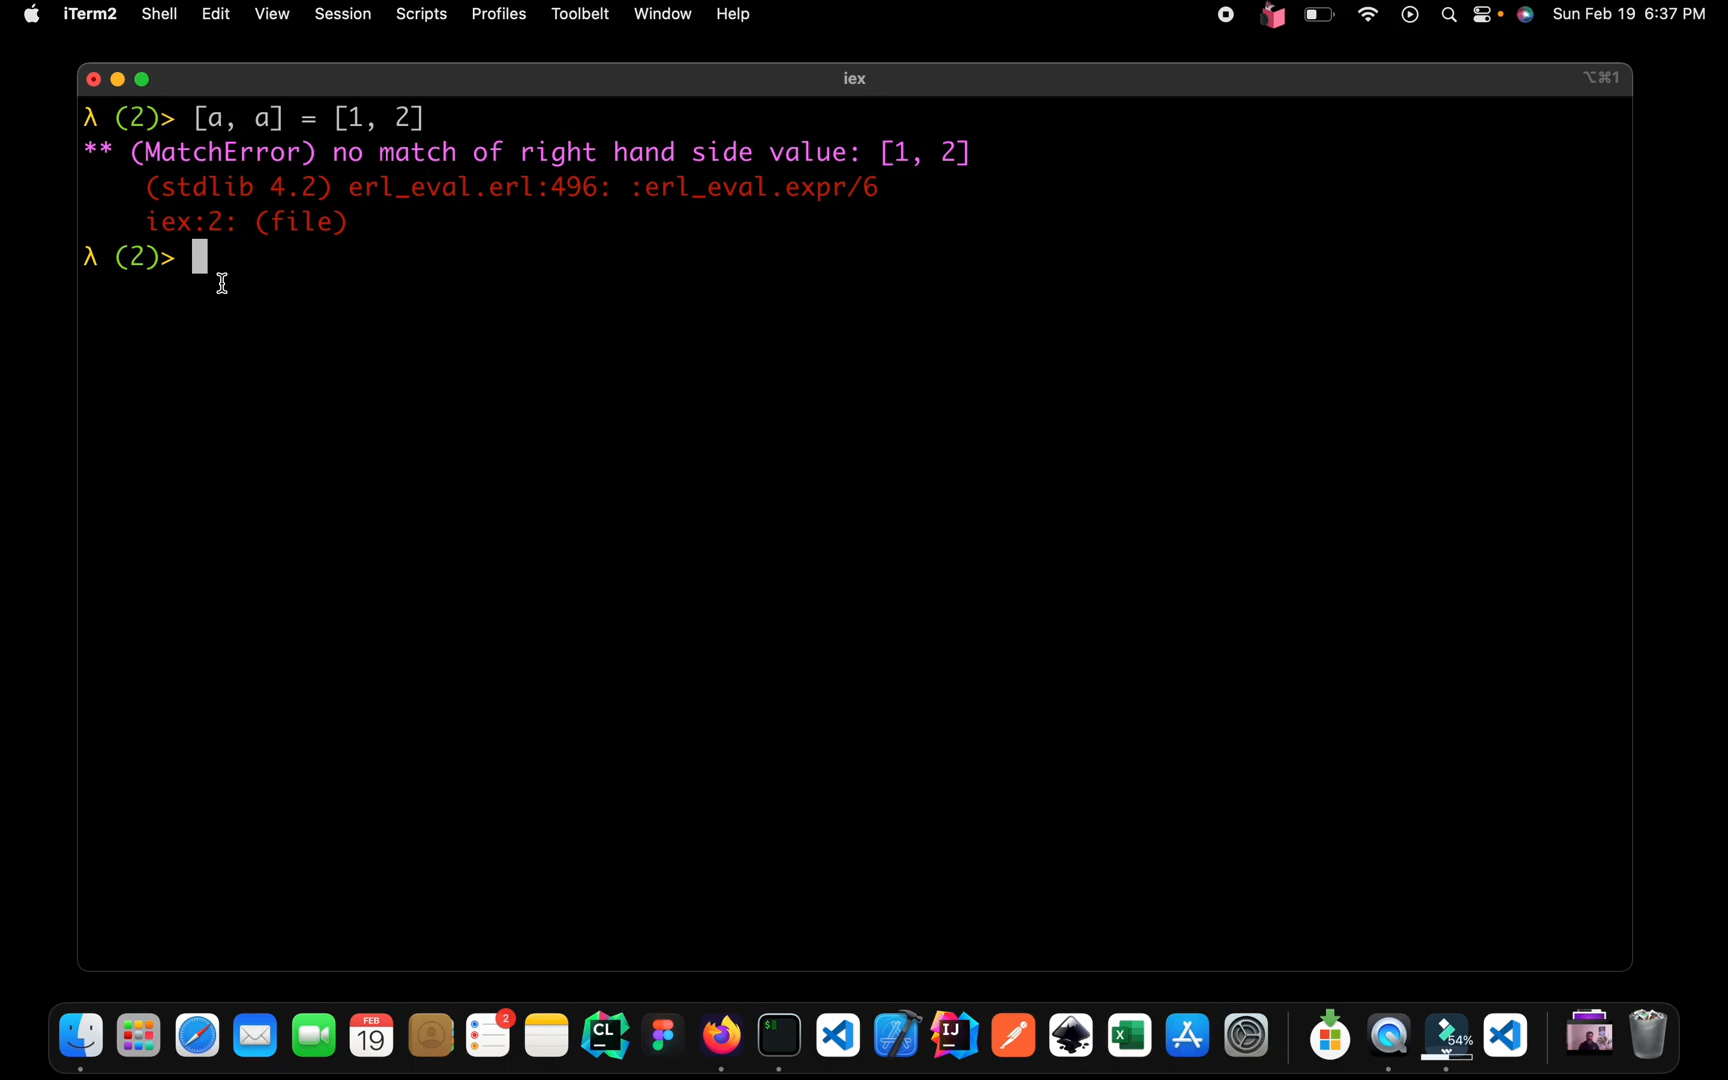 iTerm2 Shell Edit View Session Scripts Profiles Toolbelt Window Help Sun Feb 19 6:37 PM
iex ⌥⌘1
λ (2)> [a, a] = [1, 2]
** (MatchError) no match of right hand side value: [1, 2]
(stdlib 4.2) erl_eval.erl:496: :erl_eval.expr/6
iex:2: (file)
λ (2)>
FEB 2 CL $ IJ
19 54%